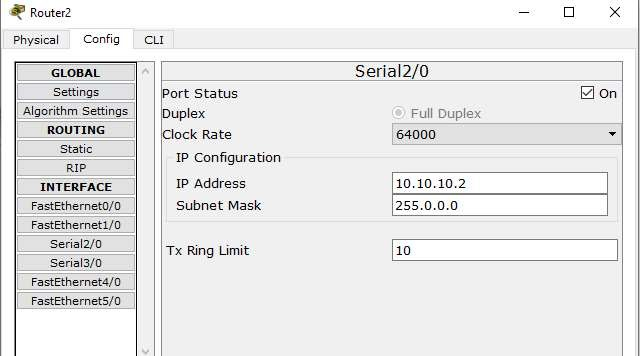 Router2
Physical Config CLI
GLOBAL
Settings
Algorithm Settings
ROUTING
Static
RIP
INTERFACE
FastEthernet0/0
FastEthernet1/0
Serial2/0
Serial3/0
FastEthernet4/0
FastEthernet5/0
Serial2/0
Port Status On
Duplex Full Duplex
Clock Rate 64000
IP Configuration
IP Address 10.10.10.2
Subnet Mask 255.0.0.0
Tx Ring Limit 10